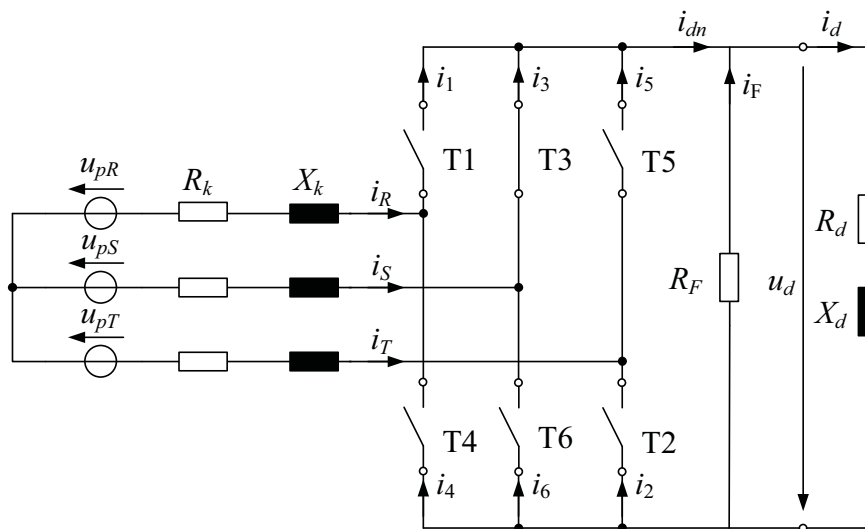 i_dn i_d
i_1 i_3 i_5 i_F
T1 T3 T5
u_pR R_k X_k i_R
u_pS i_S
R_F u_d R_d
u_pT i_T X_d
T4 T6 T2
i_4 i_6 i_2